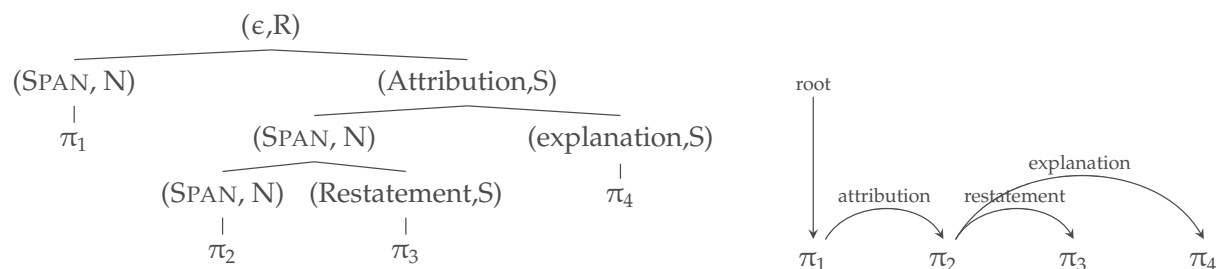 (ϵ,R)
(SPAN, N) (Attribution,S)
π₁ (SPAN, N) (explanation,S)
(SPAN, N) (Restatement,S) π₄
π₂ π₃
root
explanation
attribution restatement
π₁ π₂ π₃ π₄